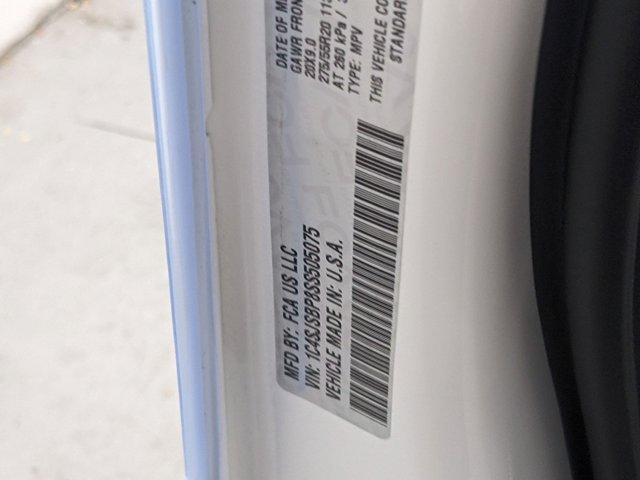 MFD BY: FCA US LLC
VIN: 1C4SJSBP8SS505075
VEHICLE MADE IN: U.S.A.
DATE OF
GAWR FRON
20X9.0
275/55R20
AT 260 kPa /
TYPE: MPV
THIS VEHICLE CO
STANDAR